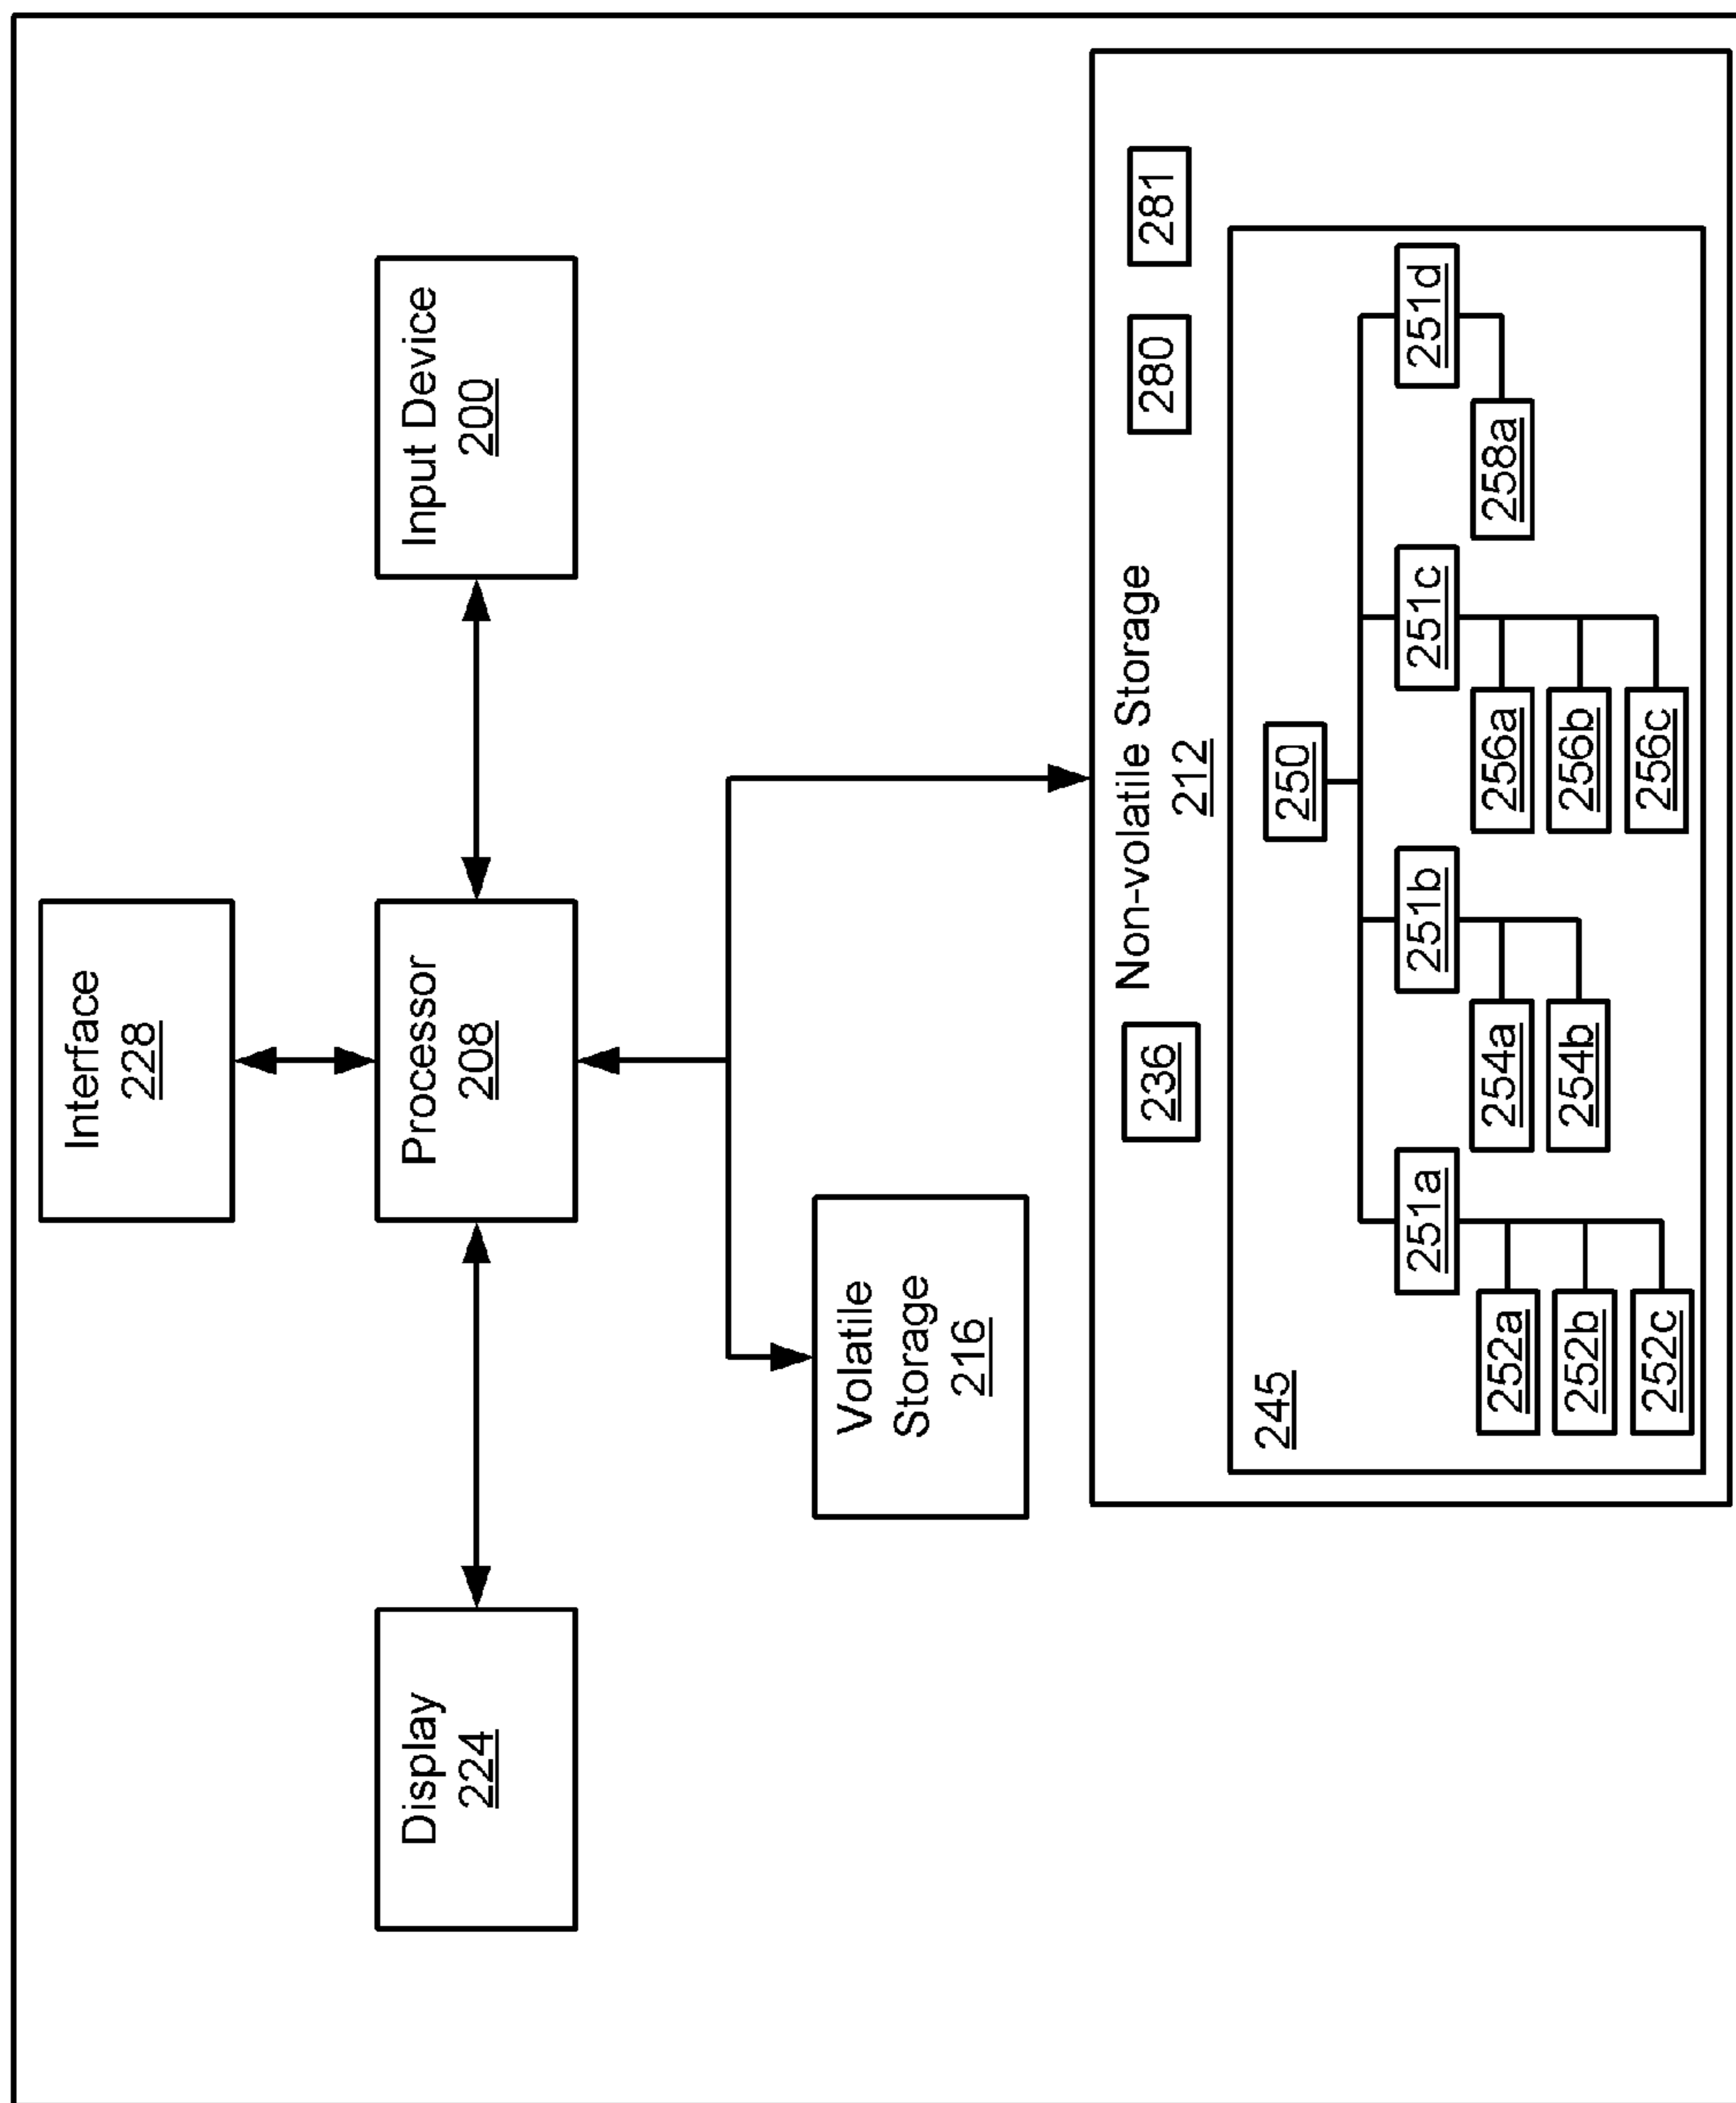 Interface
228
Display
224
Processor
208
Input Device
200
Volatile
Storage
216
Non-volatile Storage
212
236
280
281
245
250
251a
251b
251c
251d
252a
252b
252c
254a
254b
256a
256b
256c
258a